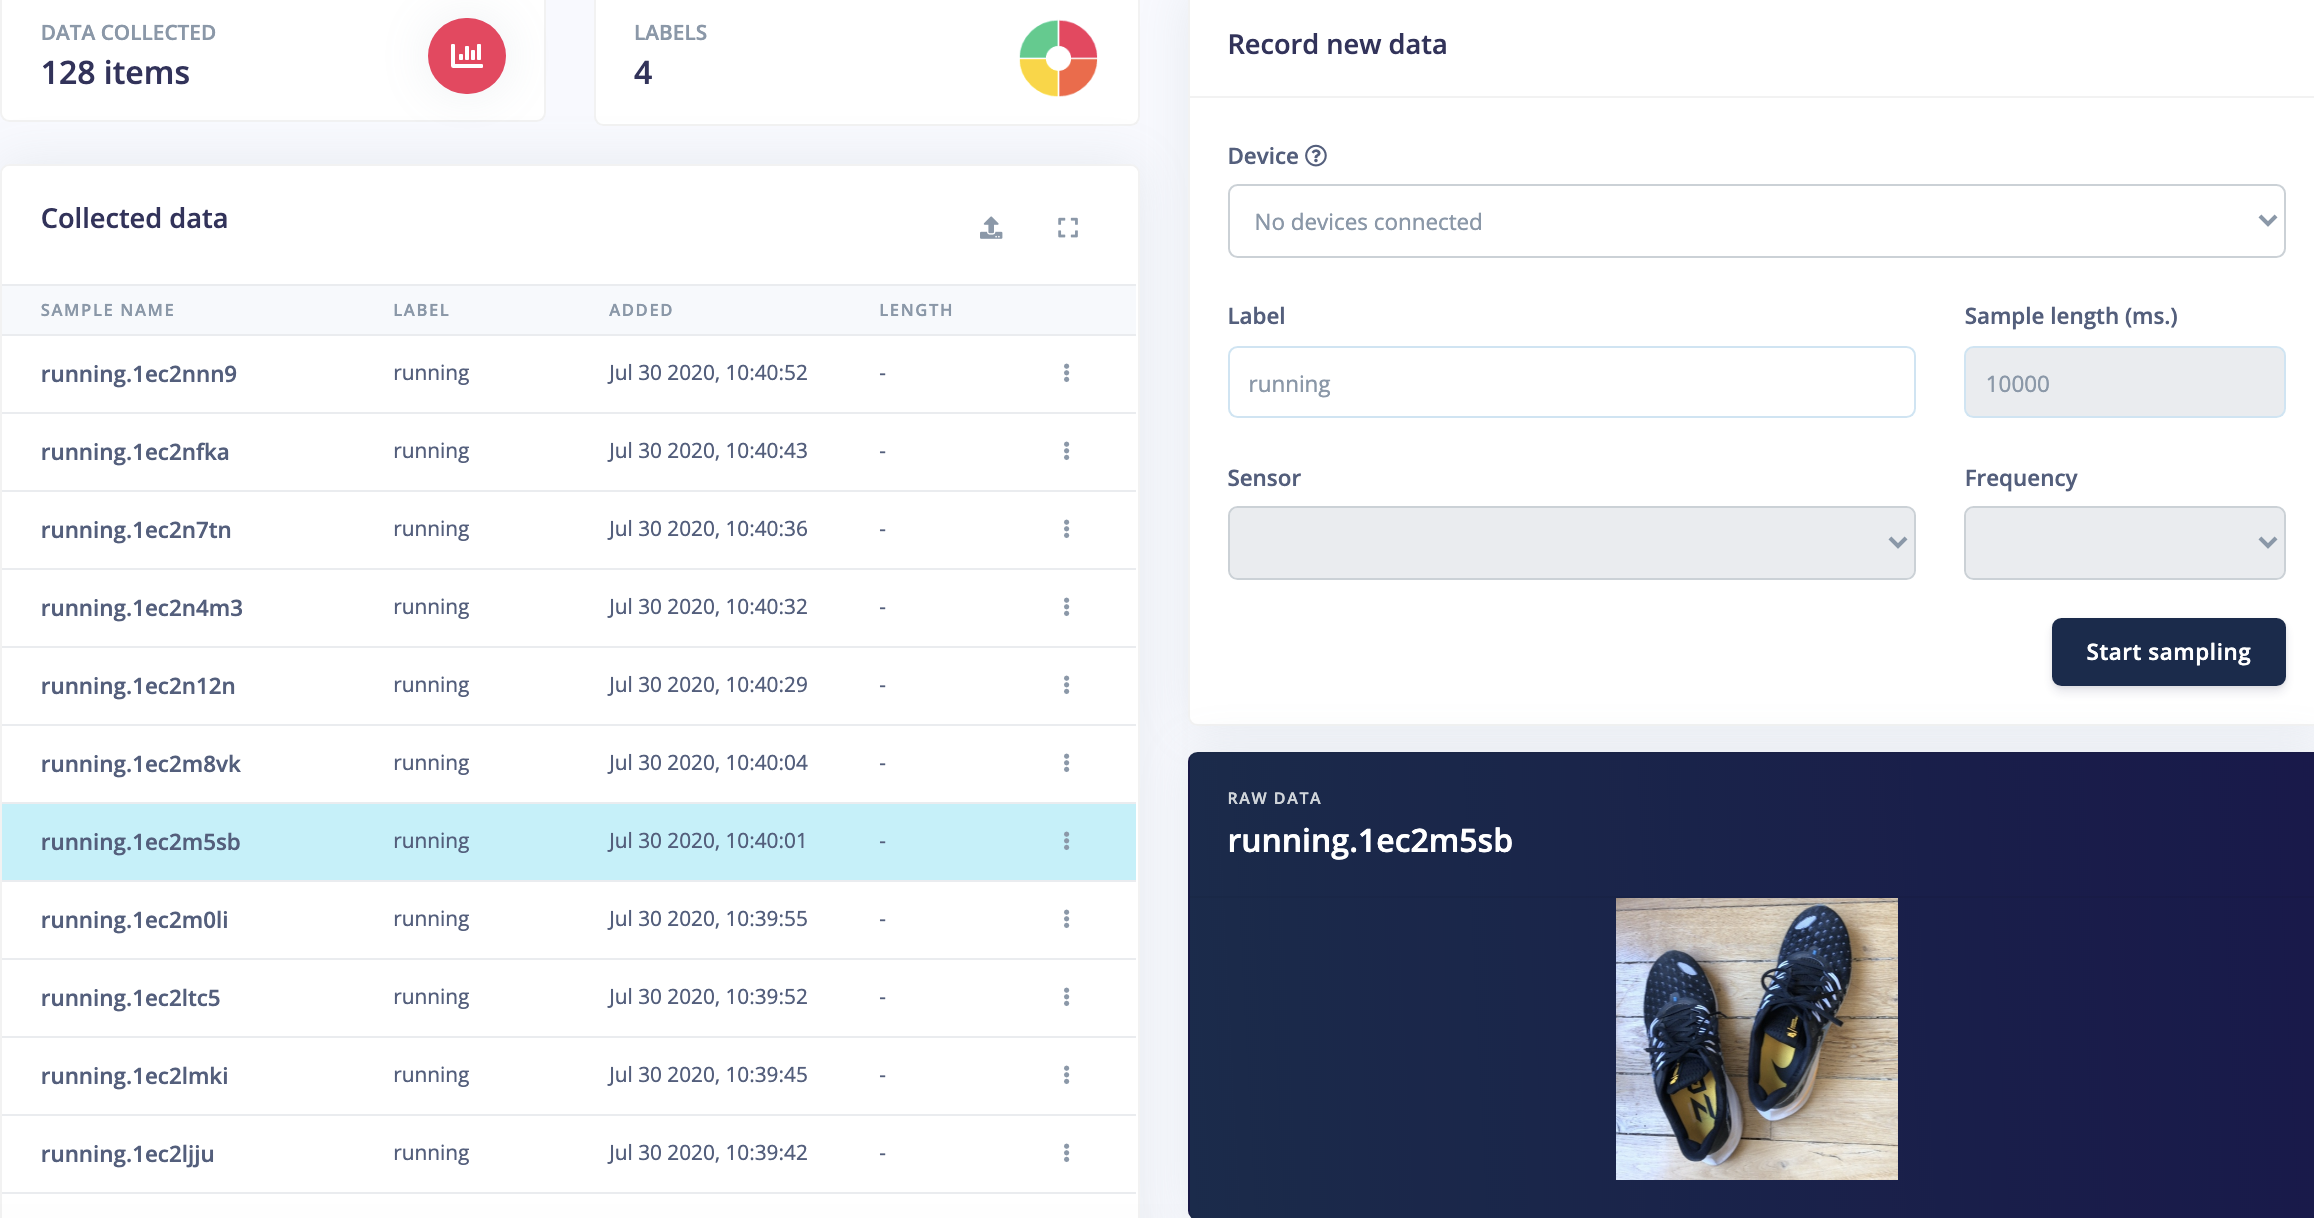 DATA COLLECTED
128 items
LABELS
4
Collected data
SAMPLE NAME LABEL ADDED LENGTH
running.1ec2nnn9 running Jul 30 2020, 10:40:52 -
running.1ec2nfka running Jul 30 2020, 10:40:43 -
running.1ec2n7tn running Jul 30 2020, 10:40:36 -
running.1ec2n4m3 running Jul 30 2020, 10:40:32 -
running.1ec2n12n running Jul 30 2020, 10:40:29 -
running.1ec2m8vk running Jul 30 2020, 10:40:04 -
running.1ec2m5sb running Jul 30 2020, 10:40:01 -
running.1ec2m0li running Jul 30 2020, 10:39:55 -
running.1ec2ltc5 running Jul 30 2020, 10:39:52 -
running.1ec2lmki running Jul 30 2020, 10:39:45 -
running.1ec2ljju running Jul 30 2020, 10:39:42 -
Record new data
Device ?
No devices connected
Label Sample length (ms.)
running 10000
Sensor Frequency
Start sampling
RAW DATA
running.1ec2m5sb